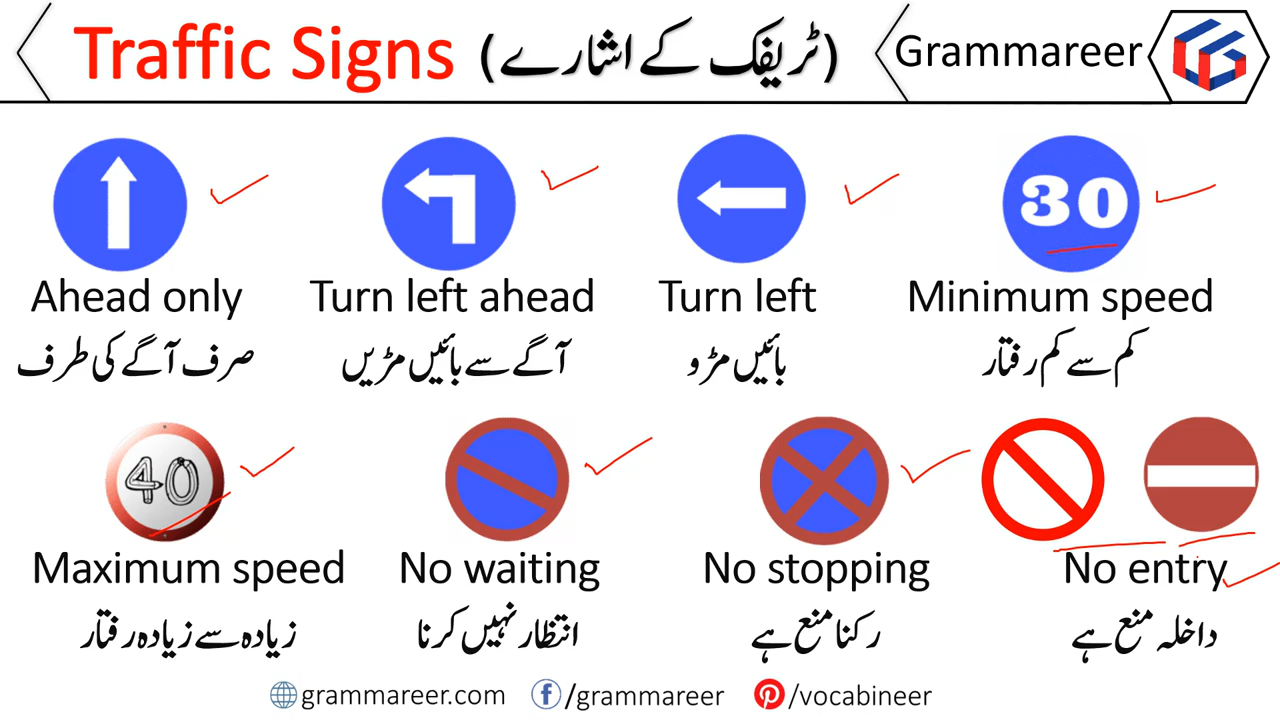 Traffic Signs (ٹریفک کے اشارے)
Grammareer
30
Ahead only
صرف آگے کی طرف
Turn left ahead
آگے سے بائیں مڑیں
Turn left
بائیں مڑو
Minimum speed
کم سے کم رفتار
40
Maximum speed
زیادہ سے زیادہ رفتار
No waiting
انتظار نہیں کرنا
No stopping
رکنا منع ہے
No entry
داخلہ منع ہے
grammareer.com /grammareer /vocabineer